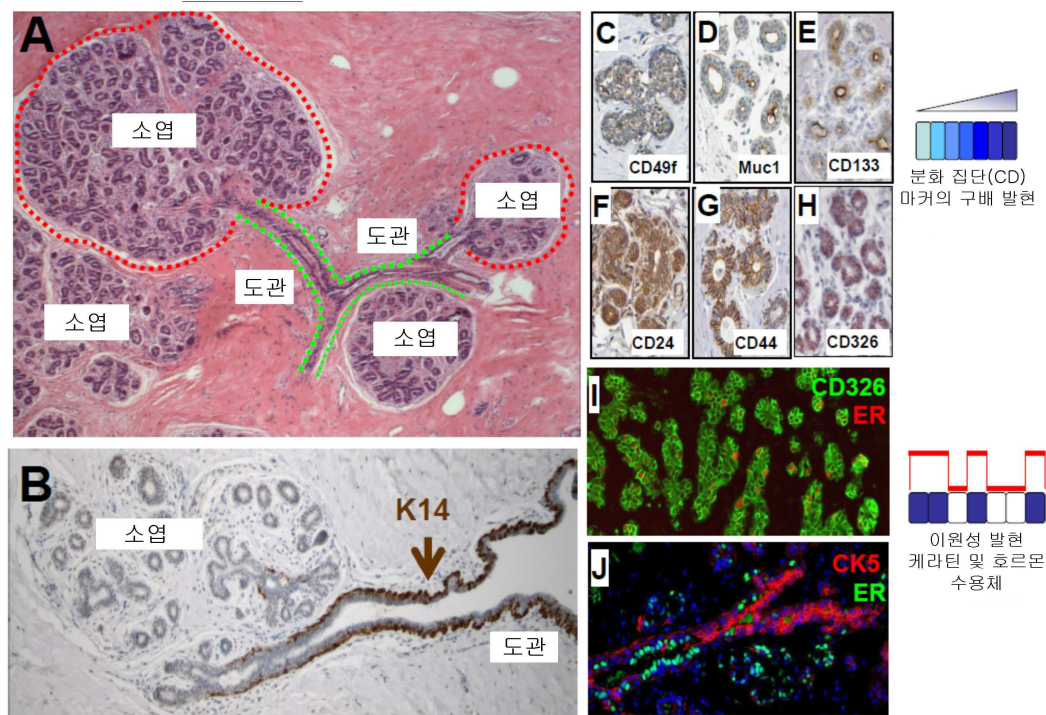 A
소엽
소엽
도관
도관
소엽
소엽
B
K14
소엽
도관
C
CD49f
D
Muc1
E
CD133
F
CD24
G
CD44
H
CD326
분화 집단(CD)
마커의 구배 발현
I
CD326
ER
J
CK5
ER
이원성 발현
케라틴 및 호르몬
수용체